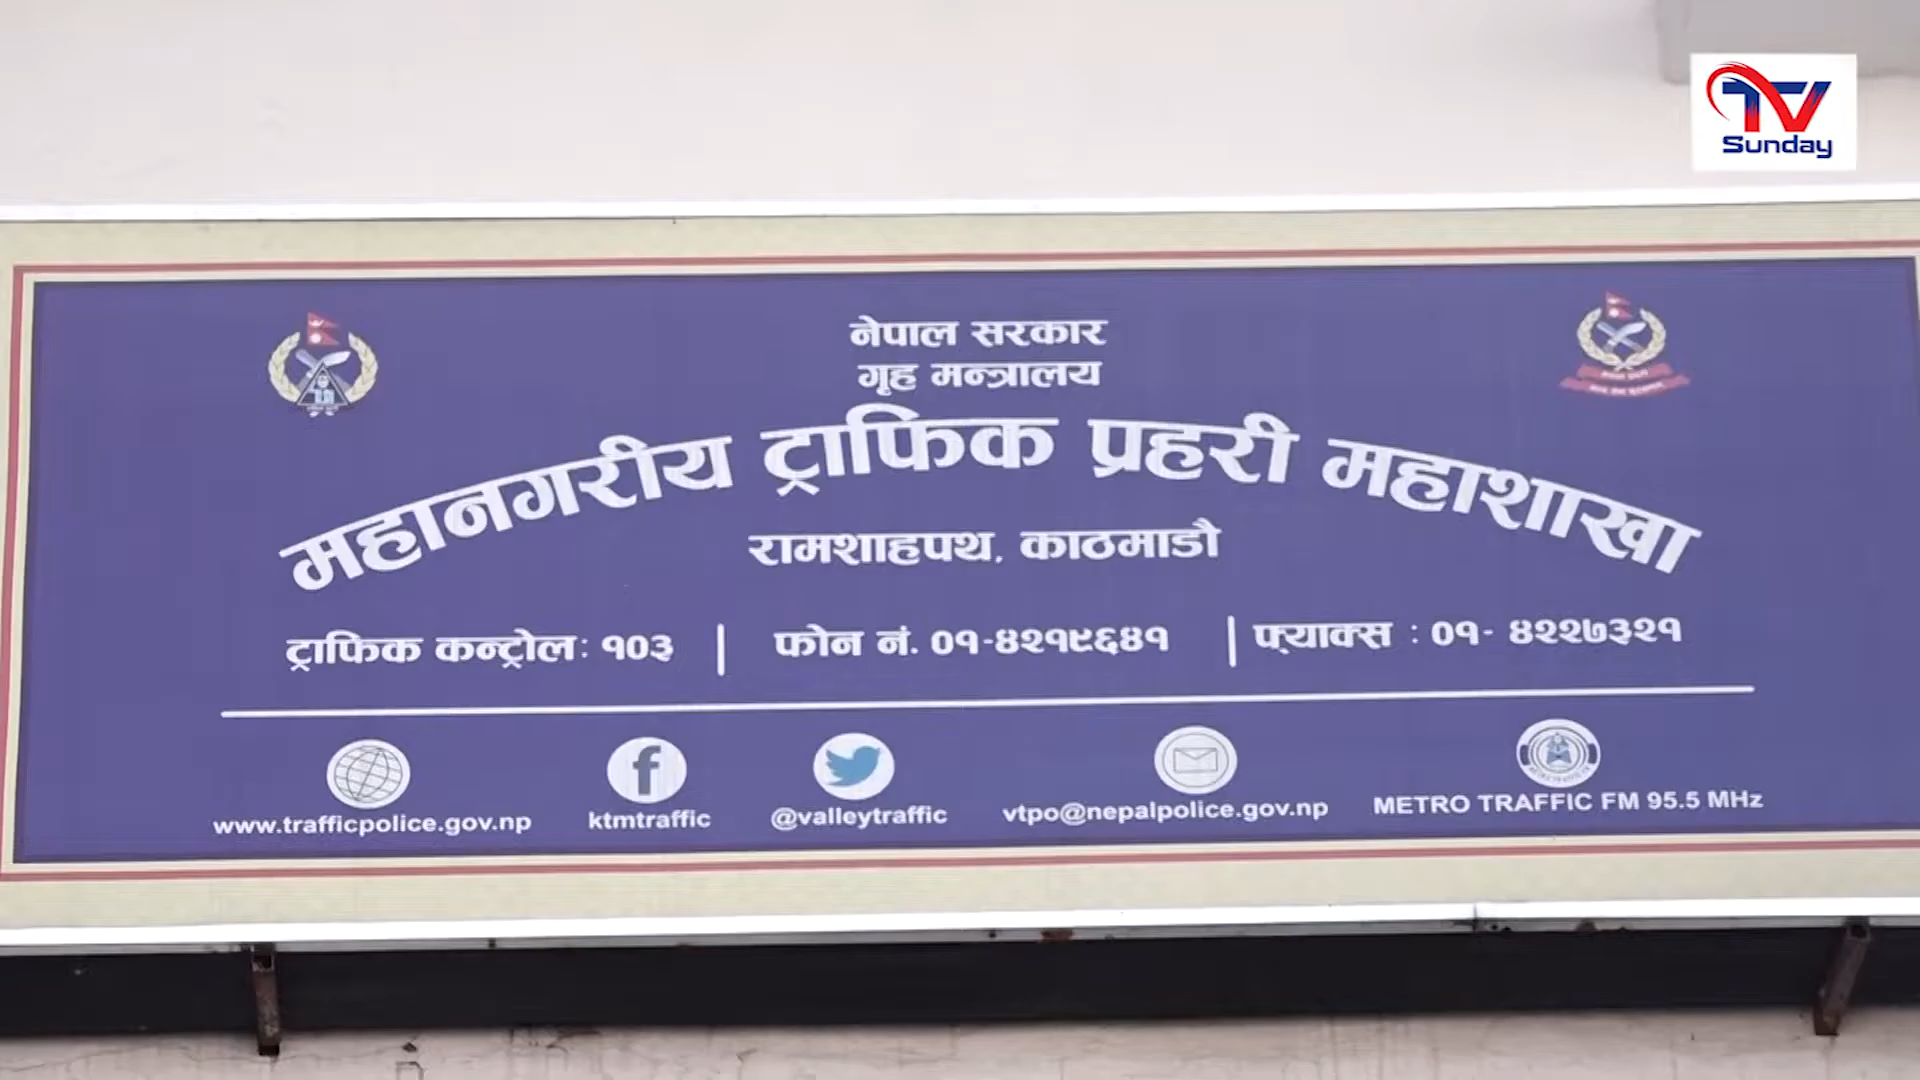 TV
Sunday
नेपाल सरकार
गृह मन्त्रालय
महानगरीय ट्राफिक प्रहरी महाशाखा
रामशाहपथ, काठमाडौ
ट्राफिक कन्ट्रोल: १०३ | फोन नं. ०१-४२१९६४१ | फ्याक्स : ०१- ४२२७३२१
www.trafficpolice.gov.np ktmtraffic @valleytraffic vtpo@nepalpolice.gov.np METRO TRAFFIC FM 95.5 MHz